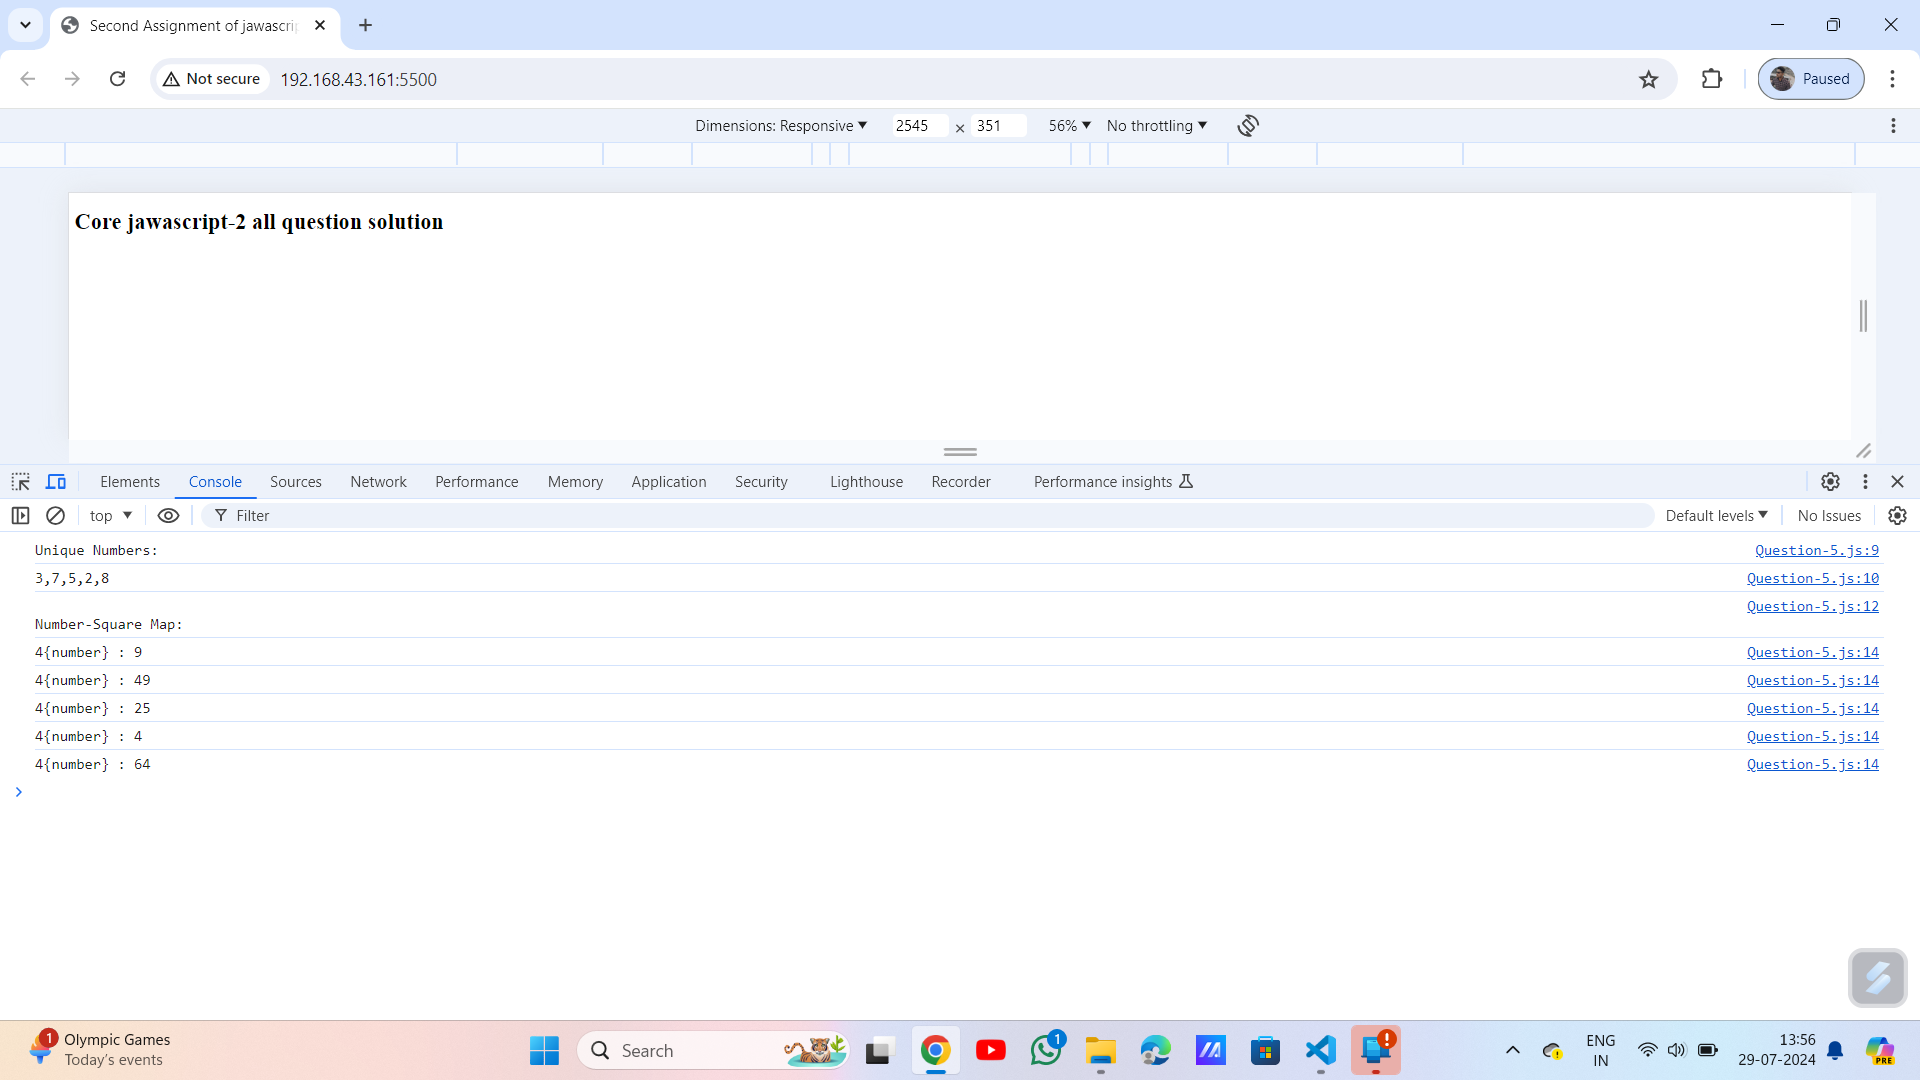 Second Assignment of jawascri
Not secure
192.168.43.161:5500
Paused
Dimensions: Responsive
2545 × 351
56%
No throttling
Core jawascript-2 all question solution
Elements
Console
Sources
Network
Performance
Memory
Application
Security
Lighthouse
Recorder
Performance insights
top
Filter
Default levels
No Issues
Unique Numbers: Question-5.js:9
3,7,5,2,8 Question-5.js:10
Question-5.js:12
Number-Square Map:
4{number} : 9 Question-5.js:14
4{number} : 49 Question-5.js:14
4{number} : 25 Question-5.js:14
4{number} : 4 Question-5.js:14
4{number} : 64 Question-5.js:14
1
Olympic Games
Today's events
Search
1
ENG
IN
13:56
29-07-2024
PRE